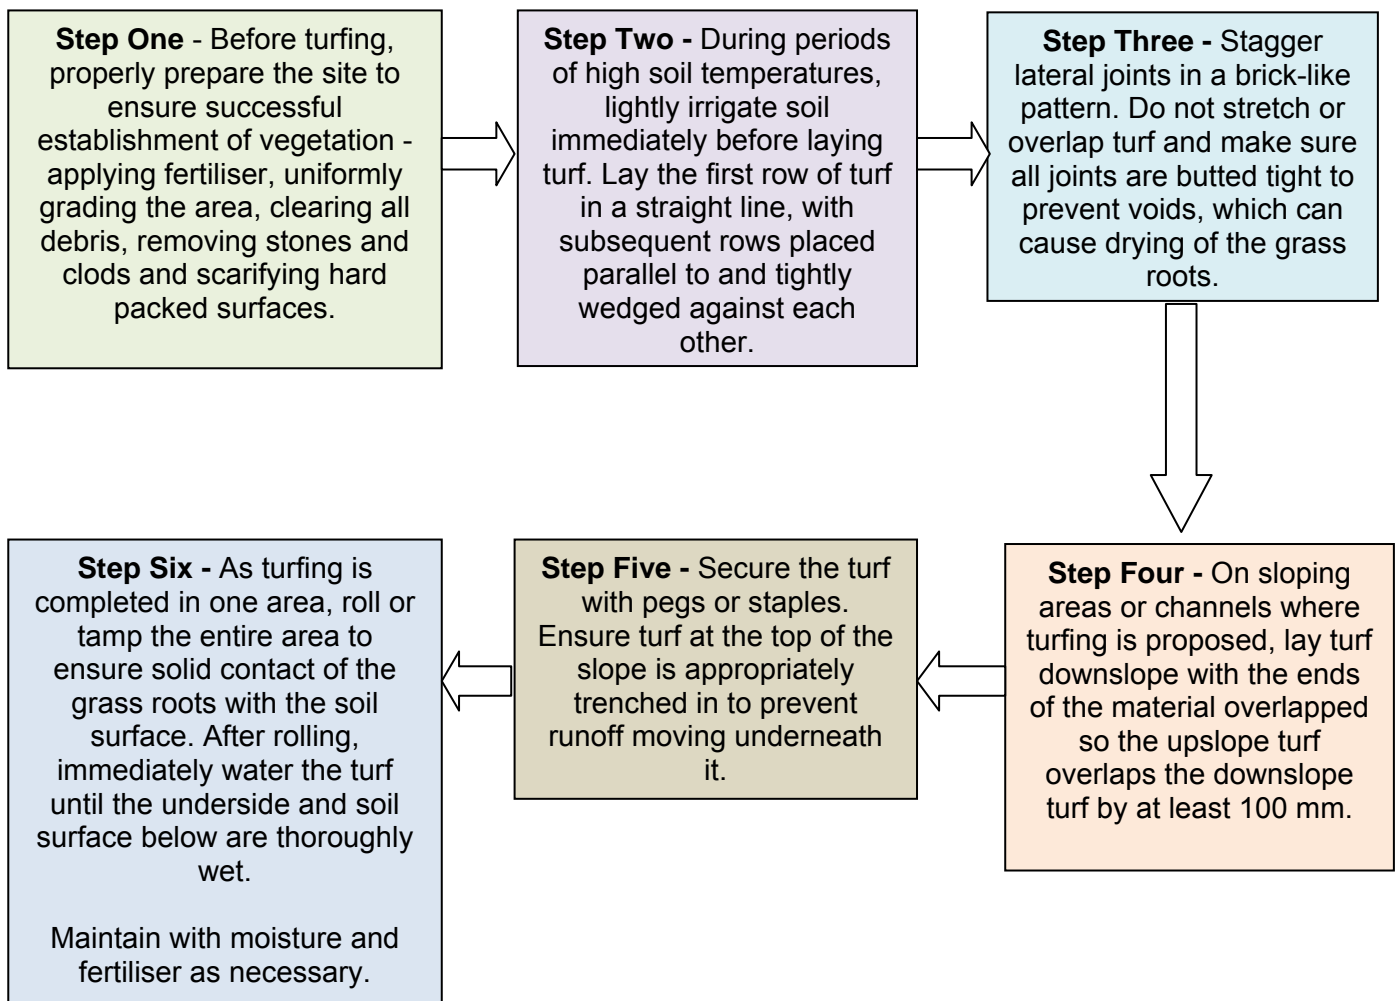 Step One - Before turfing,
properly prepare the site to
ensure successful
establishment of vegetation -
applying fertiliser, uniformly
grading the area, clearing all
debris, removing stones and
clods and scarifying hard
packed surfaces.
Step Two - During periods
of high soil temperatures,
lightly irrigate soil
immediately before laying
turf. Lay the first row of turf
in a straight line, with
subsequent rows placed
parallel to and tightly
wedged against each
other.
Step Three - Stagger
lateral joints in a brick-like
pattern. Do not stretch or
overlap turf and make sure
all joints are butted tight to
prevent voids, which can
cause drying of the grass
roots.
Step Four - On sloping
areas or channels where
turfing is proposed, lay turf
downslope with the ends
of the material overlapped
so the upslope turf
overlaps the downslope
turf by at least 100 mm.
Step Five - Secure the turf
with pegs or staples.
Ensure turf at the top of the
slope is appropriately
trenched in to prevent
runoff moving underneath
it.
Step Six - As turfing is
completed in one area, roll or
tamp the entire area to
ensure solid contact of the
grass roots with the soil
surface. After rolling,
immediately water the turf
until the underside and soil
surface below are thoroughly
wet.
Maintain with moisture and
fertiliser as necessary.